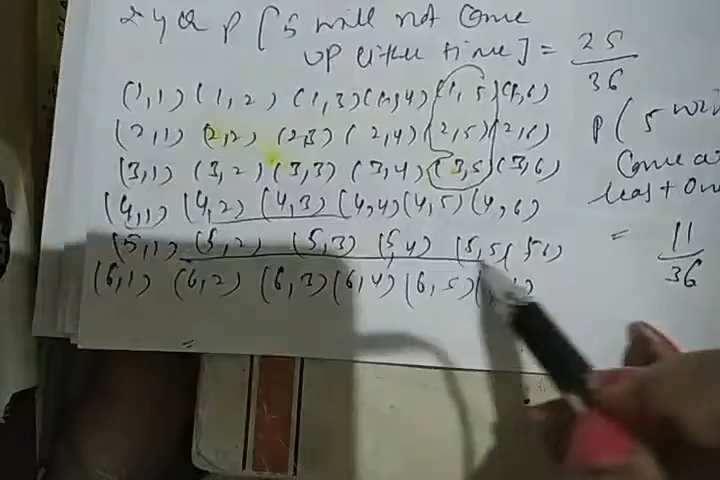 P [ 5 will not come
up either time ] = 25/36
(1,1) (1,2) (1,3) (1,4) (1,5) (1,6)
(2,1) (2,2) (2,3) (2,4) (2,5) (2,6)
(3,1) (3,2) (3,3) (3,4) (3,5) (3,6)
(4,1) (4,2) (4,3) (4,4) (4,5) (4,6)
(5,1) (5,2) (5,3) (5,4) (5,5) (5 6)
(6,1) (6,2) (6,3) (6,4) (6,5)
P ( 5
Come
least
= 11/36
=